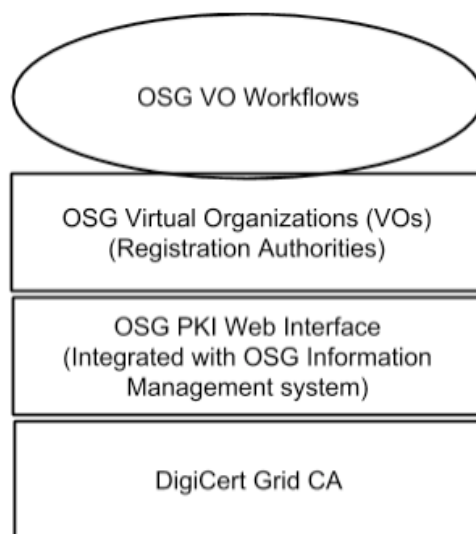 OSG VO Workflows
OSG Virtual Organizations (VOs)
(Registration Authorities)
OSG PKI Web Interface
(Integrated with OSG Information
Management system)
DigiCert Grid CA